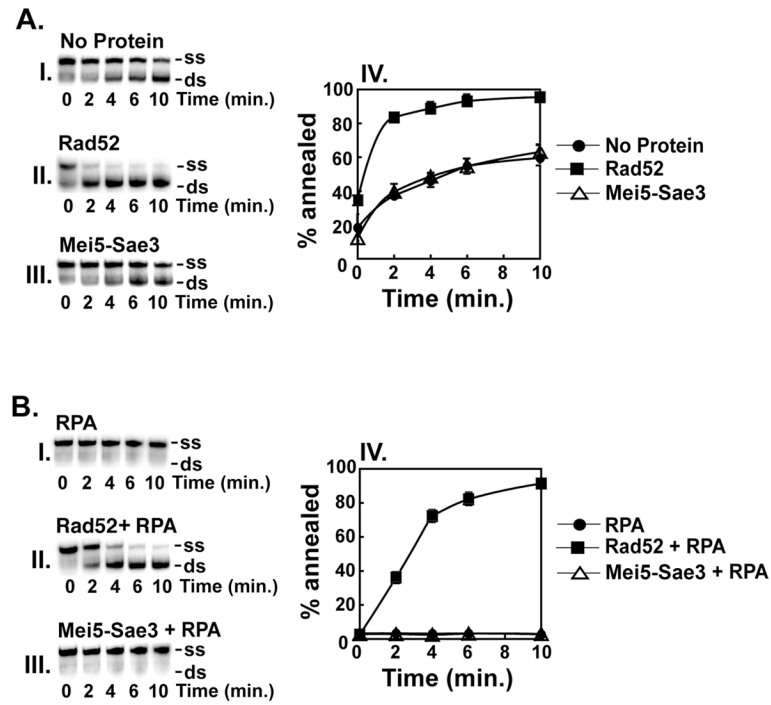 A.
No Protein
I.
-ss
-ds
0 2 4 6 10 Time (min.)
Rad52
II.
-ss
-ds
0 2 4 6 10 Time (min.)
Mei5-Sae3
III.
-ss
-ds
0 2 4 6 10 Time (min.)
IV.
100
80
60
40
20
0
% annealed
0 2 4 6 8 10
Time (min.)
No Protein
Rad52
Mei5-Sae3
B.
RPA
I.
-ss
-ds
0 2 4 6 10 Time (min.)
Rad52+ RPA
II.
-ss
-ds
0 2 4 6 10 Time (min.)
Mei5-Sae3 + RPA
III.
-ss
-ds
0 2 4 6 10 Time (min.)
IV.
100
80
60
40
20
0
% annealed
0 2 4 6 8 10
Time (min.)
RPA
Rad52 + RPA
Mei5-Sae3 + RPA